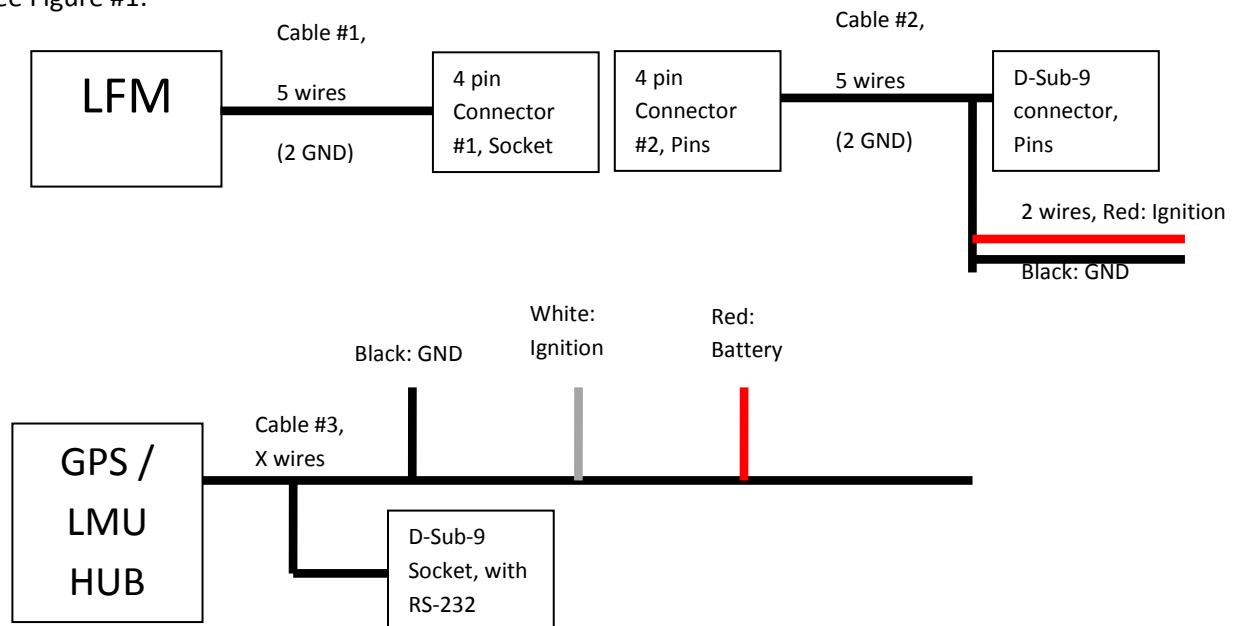 ee Figure #1.
Cable #1,
5 wires
(2 GND)
LFM
4 pin
Connector
#1, Socket
4 pin
Connector
#2, Pins
Cable #2,
5 wires
(2 GND)
D-Sub-9
connector,
Pins
2 wires, Red: Ignition
Black: GND
White:
Ignition
Red:
Battery
Black: GND
Cable #3,
X wires
GPS /
LMU
HUB
D-Sub-9
Socket, with
RS-232